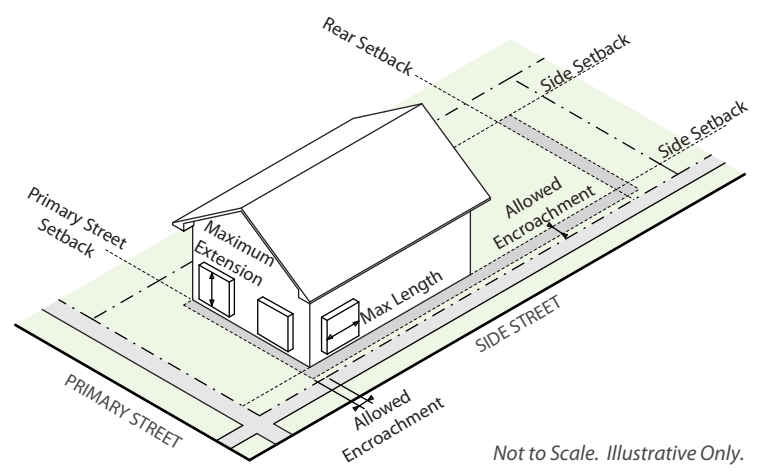 Rear Setback
Side Setback
Side Setback
Primary Street
Setback
Allowed
Encroachment
Maximum
Extension
Max Length
SIDE STREET
PRIMARY STREET
Allowed
Encroachment
Not to Scale.  Illustrative Only.